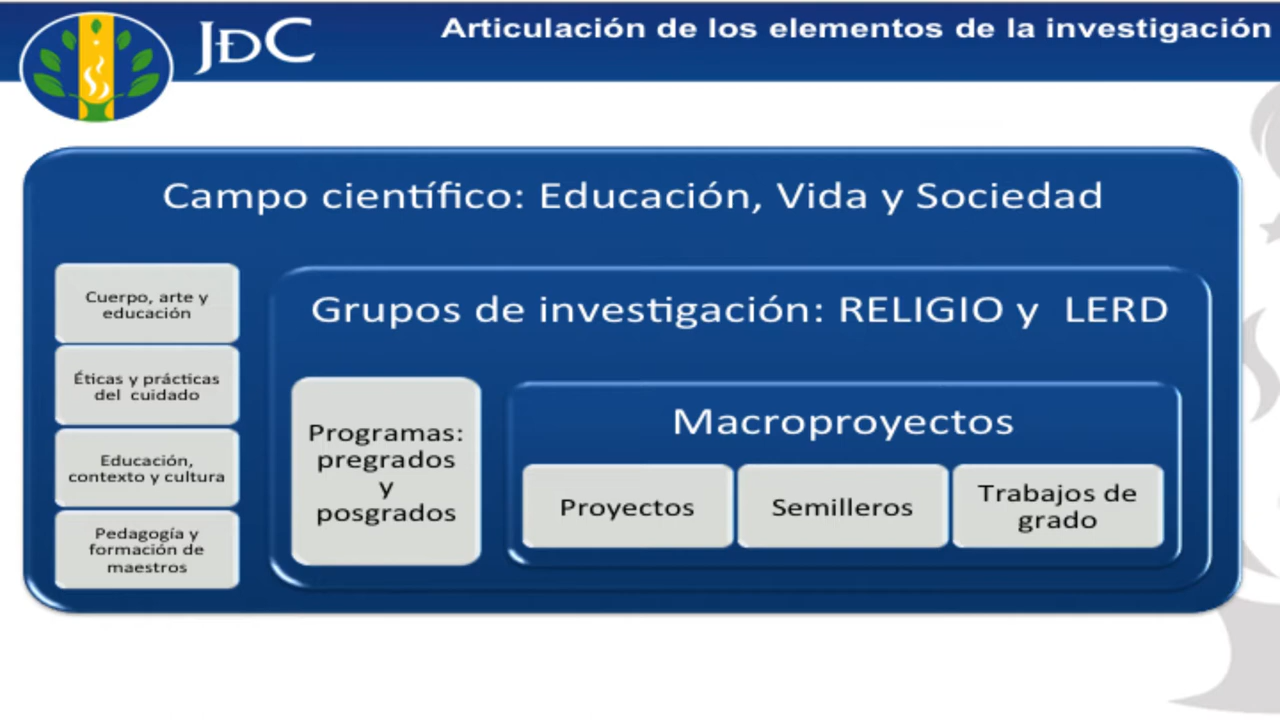 JDC
Articulación de los elementos de la investigación
Campo científico: Educación, Vida y Sociedad
Cuerpo, arte y
educación
Éticas y prácticas
del cuidado
Educación,
contexto y cultura
Pedagogía y
formación de
maestros
Grupos de investigación: RELIGIO y LERD
Programas:
pregrados
y
posgrados
Macroproyectos
Proyectos
Semilleros
Trabajos de
grado